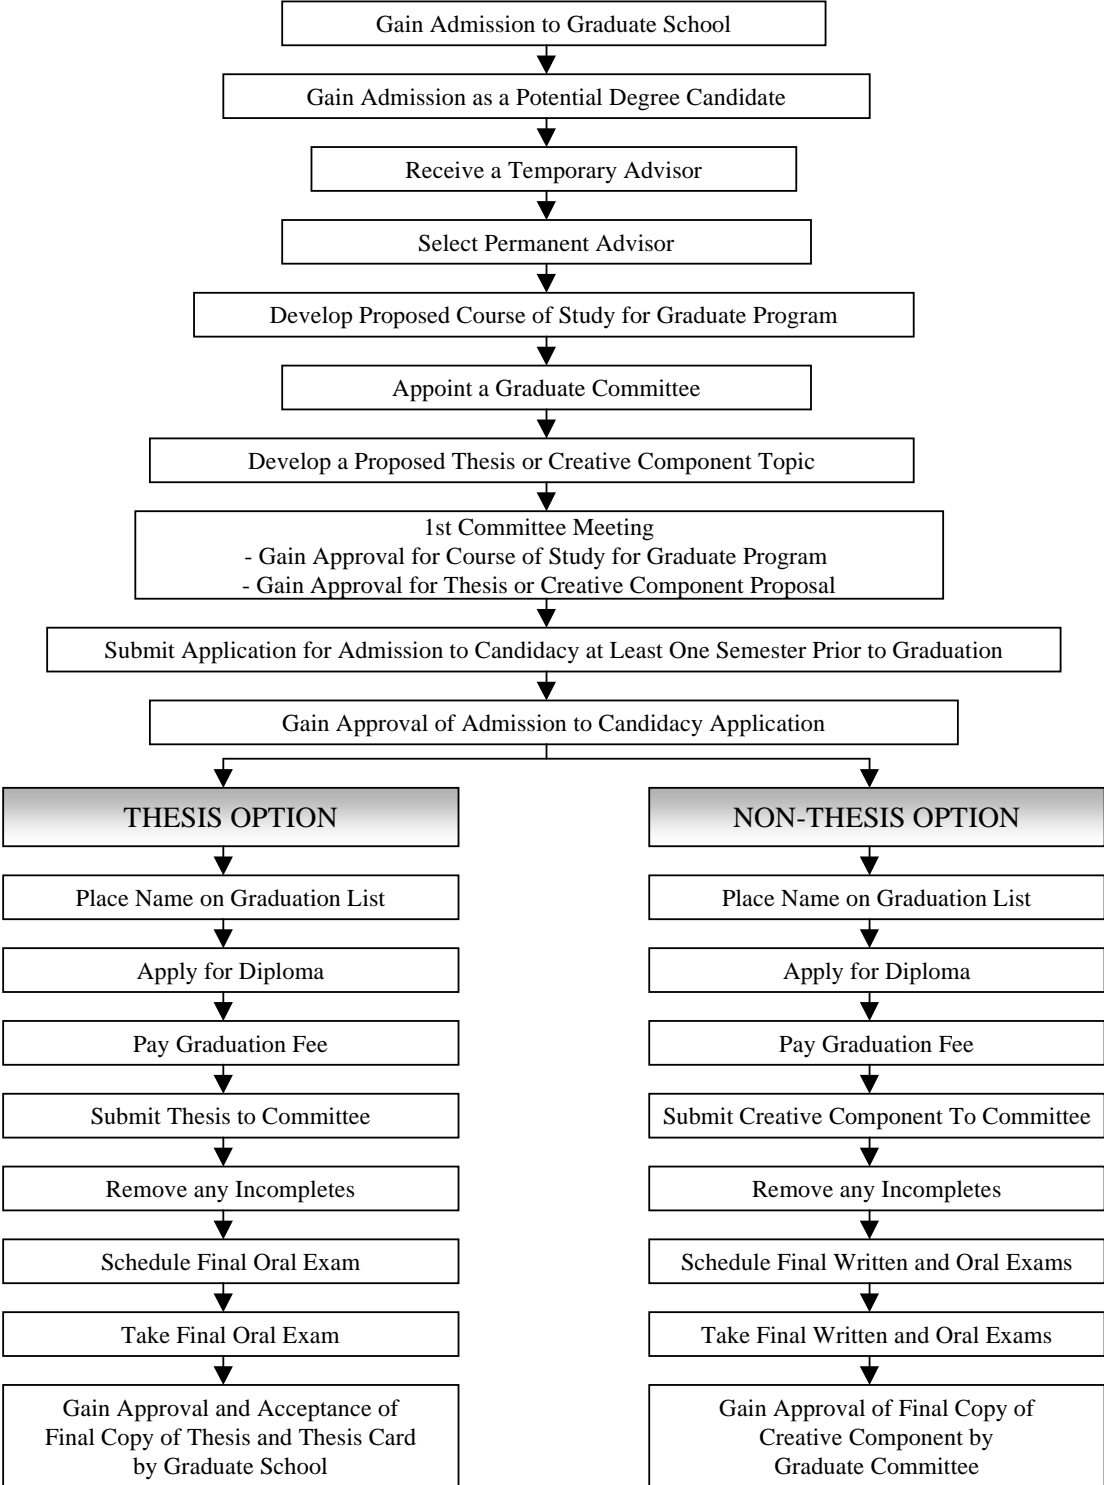 Gain Admission to Graduate School
Gain Admission as a Potential Degree Candidate
Receive a Temporary Advisor
Select Permanent Advisor
Develop Proposed Course of Study for Graduate Program
Appoint a Graduate Committee
Develop a Proposed Thesis or Creative Component Topic
1st Committee Meeting
- Gain Approval for Course of Study for Graduate Program
- Gain Approval for Thesis or Creative Component Proposal
Submit Application for Admission to Candidacy at Least One Semester Prior to Graduation
Gain Approval of Admission to Candidacy Application
THESIS OPTION
Place Name on Graduation List
Apply for Diploma
Pay Graduation Fee
Submit Thesis to Committee
Remove any Incompletes
Schedule Final Oral Exam
Take Final Oral Exam
Gain Approval and Acceptance of
Final Copy of Thesis and Thesis Card
by Graduate School
NON-THESIS OPTION
Place Name on Graduation List
Apply for Diploma
Pay Graduation Fee
Submit Creative Component To Committee
Remove any Incompletes
Schedule Final Written and Oral Exams
Take Final Written and Oral Exams
Gain Approval of Final Copy of
Creative Component by
Graduate Committee